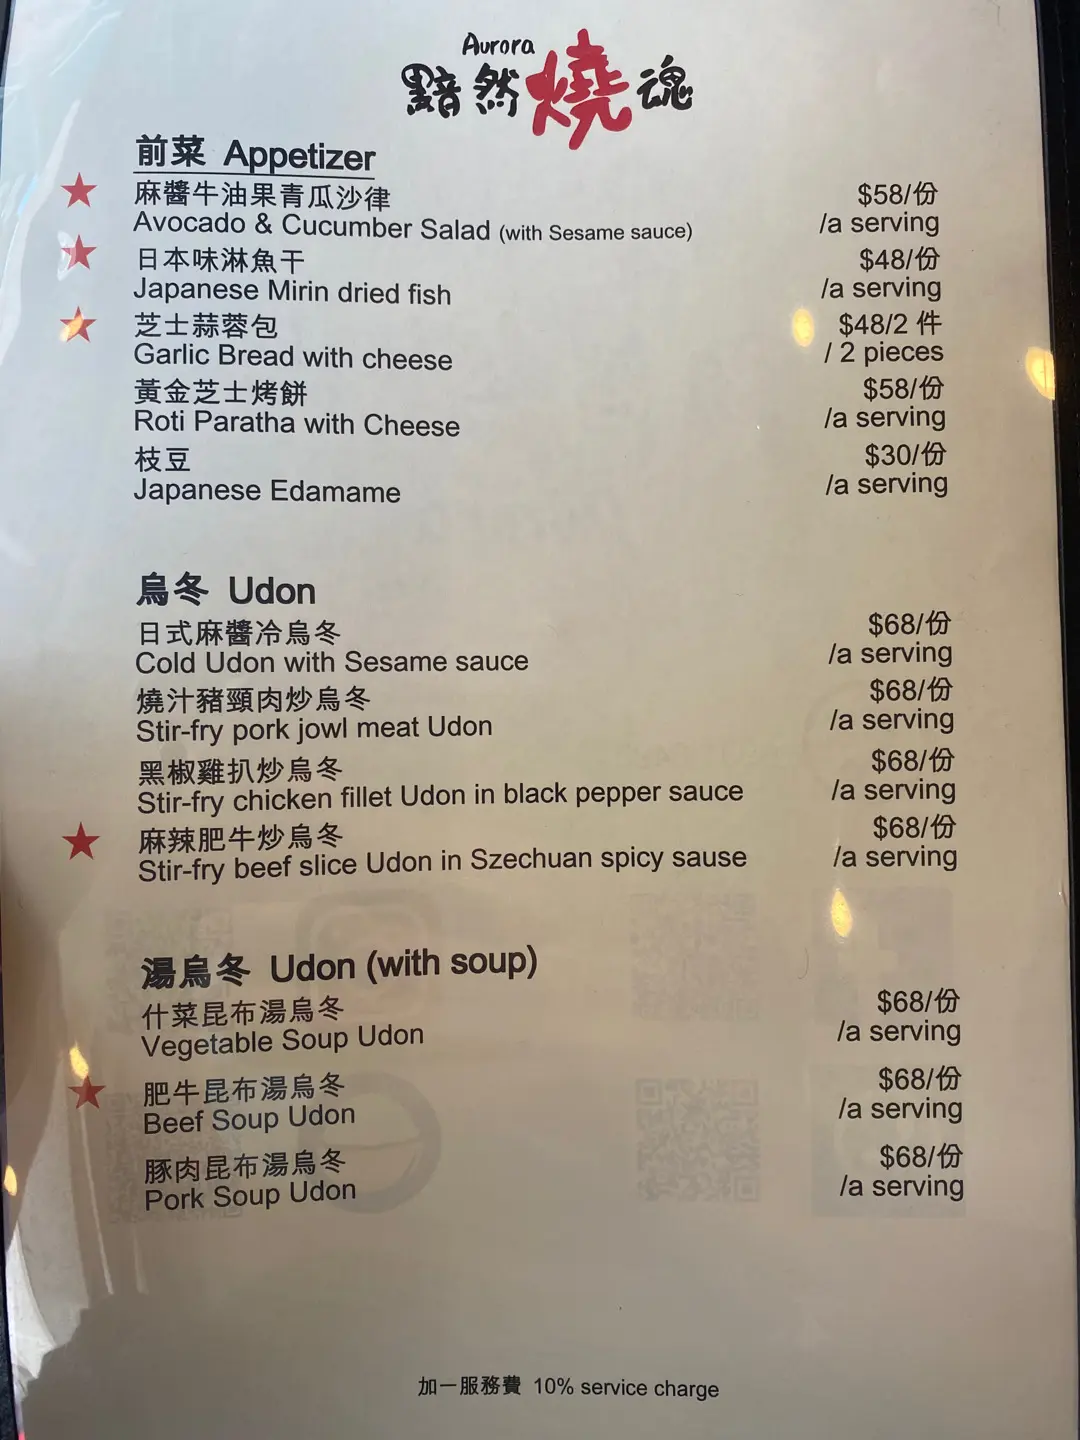 Aurora
黯然燒魂
前菜 Appetizer
麻醬牛油果青瓜沙律 $58/份
Avocado & Cucumber Salad (with Sesame sauce) /a serving
日本味淋魚干 $48/份
Japanese Mirin dried fish /a serving
芝士蒜蓉包 $48/2 件
Garlic Bread with cheese / 2 pieces
黃金芝士烤餅 $58/份
Roti Paratha with Cheese /a serving
枝豆 $30/份
Japanese Edamame /a serving
烏冬 Udon
日式麻醬冷烏冬 $68/份
Cold Udon with Sesame sauce /a serving
燒汁豬頸肉炒烏冬 $68/份
Stir-fry pork jowl meat Udon /a serving
黑椒雞扒炒烏冬 $68/份
Stir-fry chicken fillet Udon in black pepper sauce /a serving
麻辣肥牛炒烏冬 $68/份
Stir-fry beef slice Udon in Szechuan spicy sause /a serving
湯烏冬 Udon (with soup)
什菜昆布湯烏冬 $68/份
Vegetable Soup Udon /a serving
肥牛昆布湯烏冬 $68/份
Beef Soup Udon /a serving
豚肉昆布湯烏冬 $68/份
Pork Soup Udon /a serving
加一服務費 10% service charge